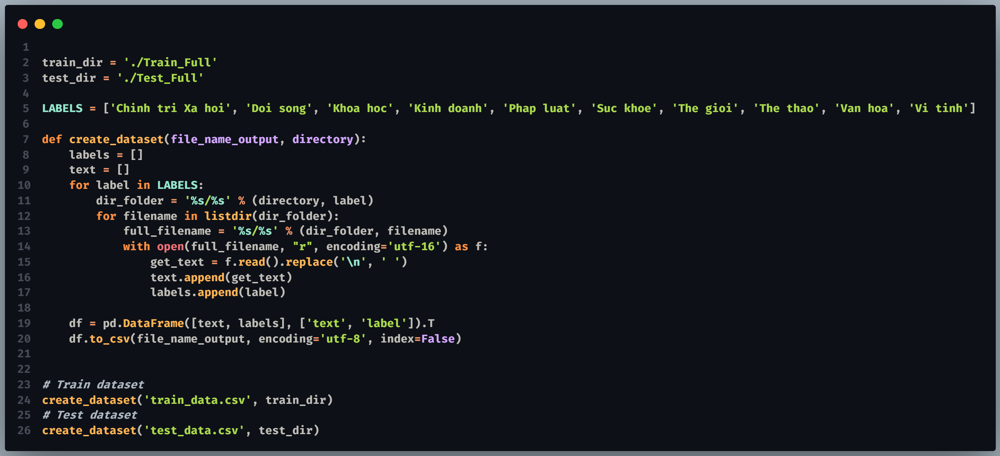 1
2 train_dir = './Train_Full'
3 test_dir = './Test_Full'
4
5 LABELS = ['Chinh tri Xa hoi', 'Doi song', 'Khoa hoc', 'Kinh doanh', 'Phap luat', 'Suc khoe', 'The gioi', 'The thao', 'Van hoa', 'Vi tinh']
6
7 def create_dataset(file_name_output, directory):
8     labels = []
9     text = []
10     for label in LABELS:
11         dir_folder = '%s/%s' % (directory, label)
12         for filename in listdir(dir_folder):
13             full_filename = '%s/%s' % (dir_folder, filename)
14             with open(full_filename, "r", encoding='utf-16') as f:
15                 get_text = f.read().replace('\n', ' ')
16                 text.append(get_text)
17                 labels.append(label)
18
19     df = pd.DataFrame([text, labels], ['text', 'label']).T
20     df.to_csv(file_name_output, encoding='utf-8', index=False)
21
22
23 # Train dataset
24 create_dataset('train_data.csv', train_dir)
25 # Test dataset
26 create_dataset('test_data.csv', test_dir)